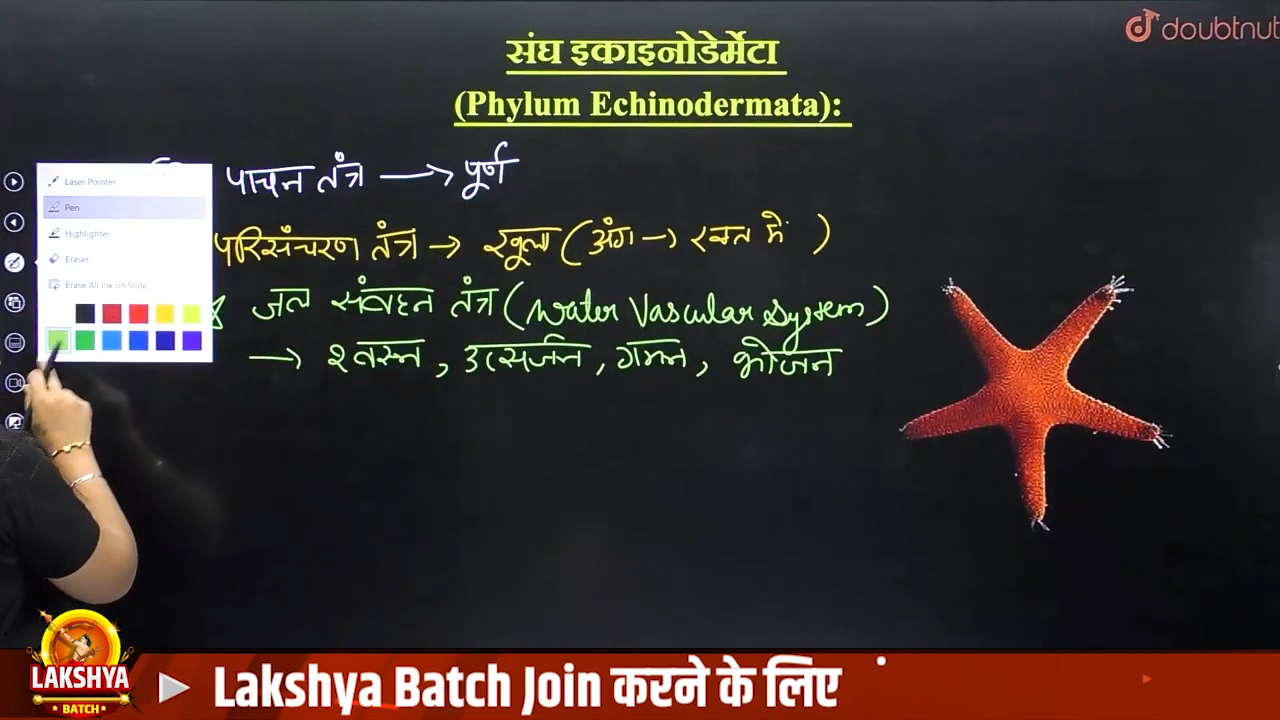 doubtnut
संघ इकाइनोडेर्मेटा
(Phylum Echinodermata):
पाचन तंत्र → पूर्ण
परिसंचरण तंत्र → खुला (अंग → रक्त में )
जल संवहन तंत्र (Water Vascular System)
→ श्वसन, उत्सर्जन, गमन, भोजन
Laser Pointer
Pen
Highlighter
Eraser
Erase All Ink on Slide
LAKSHYA
BATCH
Lakshya Batch Join करने के लिए